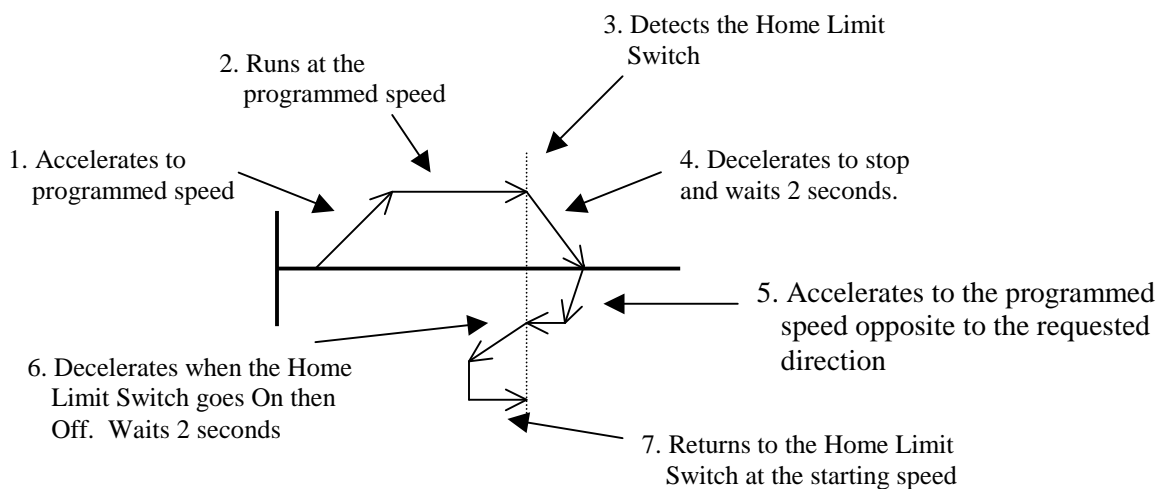 1. Accelerates to
programmed speed
2. Runs at the
programmed speed
3. Detects the Home Limit
Switch
4. Decelerates to stop
and waits 2 seconds.
5. Accelerates to the programmed
speed opposite to the requested
direction
6. Decelerates when the Home
Limit Switch goes On then
Off. Waits 2 seconds
7. Returns to the Home Limit
Switch at the starting speed